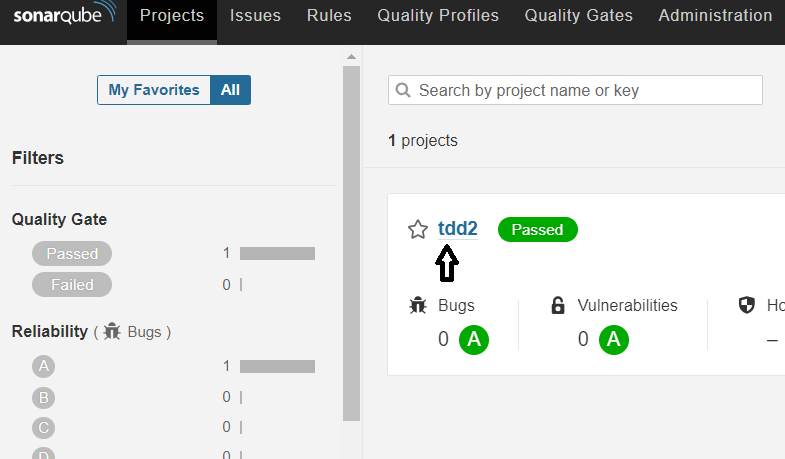 sonarqube Projects Issues Rules Quality Profiles Quality Gates Administration
My Favorites All
Filters
Quality Gate
Passed 1
Failed 0
Reliability ( Bugs )
A 1
B 0
C 0
D 0
Search by project name or key
1 projects
tdd2 Passed
Bugs Vulnerabilities Ho
0 A 0 A –